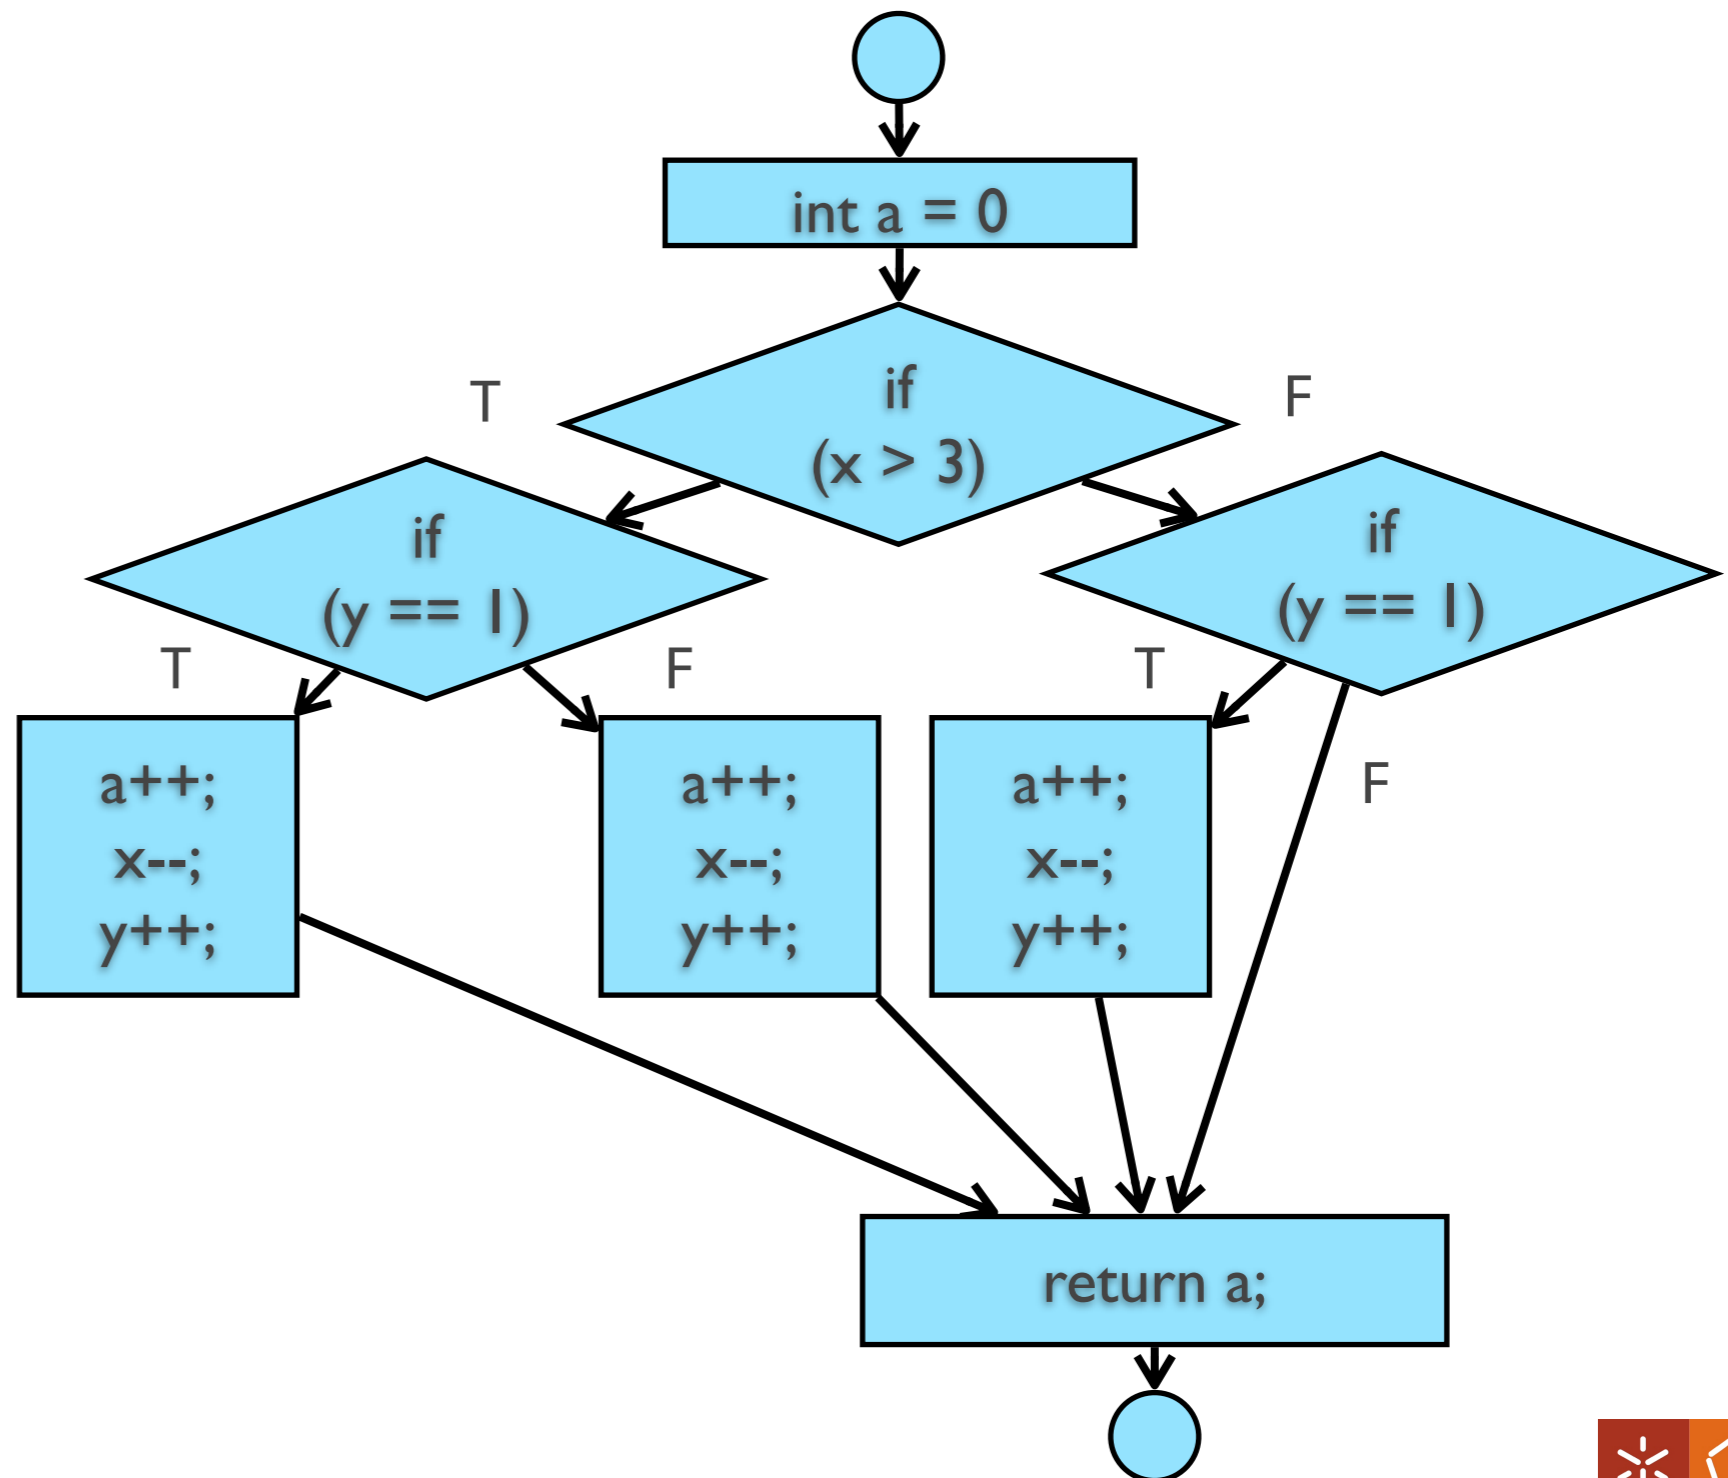 int a = 0
T
if
(x > 3)
F
if
(y == 1)
T
F
if
(y == 1)
T
F
a++;
x--;
y++;
a++;
x--;
y++;
a++;
x--;
y++;
return a;